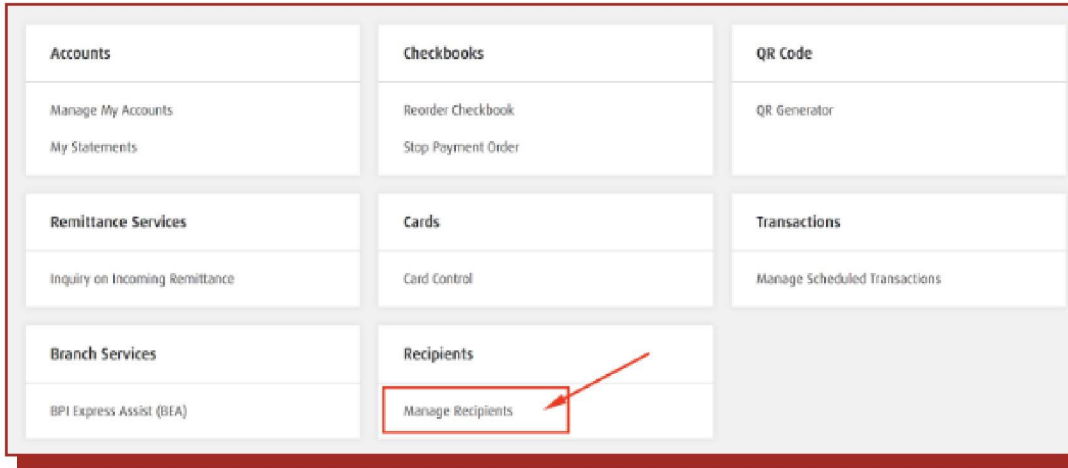 Accounts
Manage My Accounts
My Statements
Checkbooks
Reorder Checkbook
Stop Payment Order
QR Code
QR Generator
Remittance Services
Inquiry on Incoming Remittance
Cards
Card Control
Transactions
Manage Scheduled Transactions
Branch Services
BPI Express Assist (BEA)
Recipients
Manage Recipients